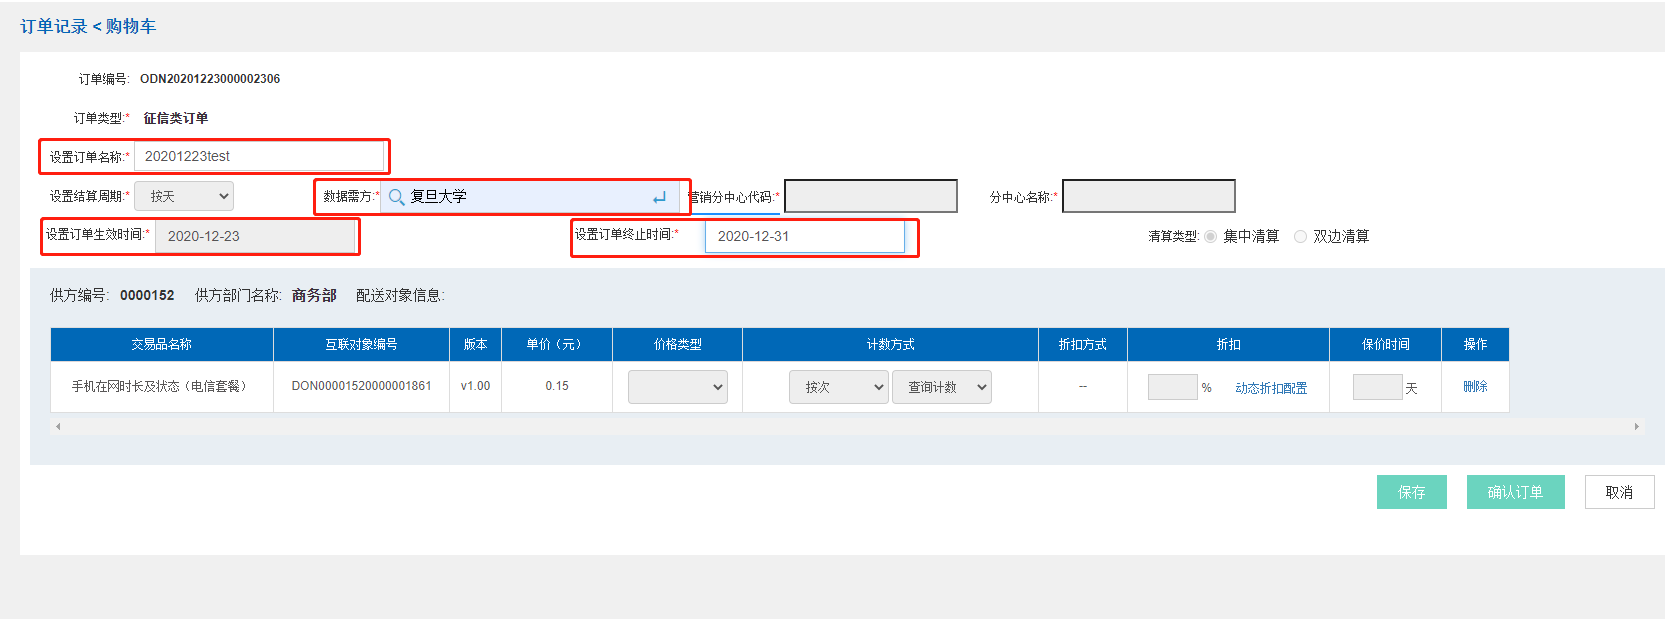 订单记录 < 购物车
订单编号: ODN20201223000002306
订单类型:* 征信类订单
设置订单名称:* 20201223test
设置结算周期:* 按天 数据需方:* 复旦大学 营销分中心代码:* 分中心名称:*
设置订单生效时间:* 2020-12-23 设置订单终止时间:* 2020-12-31 清算类型: 集中清算 双边清算
供方编号: 0000152 供方部门名称: 商务部 配送对象信息:
交易品名称 互联对象编号 版本 单价（元） 价格类型 计数方式 折扣方式 折扣 保价时间 操作
手机在网时长及状态（电信套餐） DON00001520000001861 v1.00 0.15 按次 查询计数 -- % 动态折扣配置 天 删除
保存 确认订单 取消